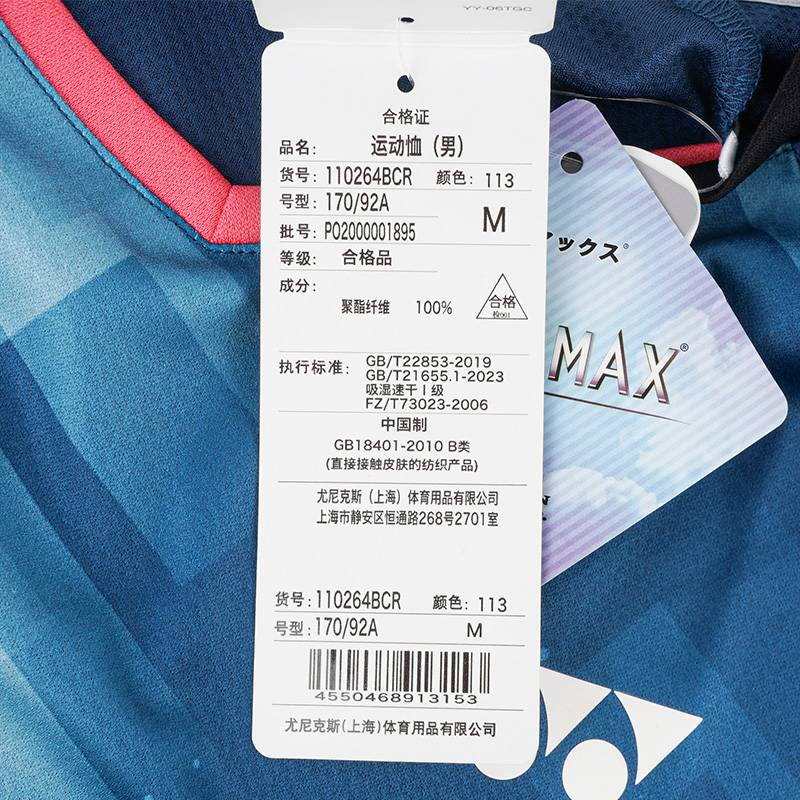 YY-06TGC
合格证
品名： 运动恤（男）
货号：110264BCR 颜色：113
号型：170/92A M
批号：PO2000001895
等级： 合格品
成分：
聚酯纤维 100%
合格
检001
执行标准：GB/T22853-2019
GB/T21655.1-2023
吸湿速干Ⅰ级
FZ/T73023-2006
中国制
GB18401-2010 B类
(直接接触皮肤的纺织产品)
尤尼克斯(上海)体育用品有限公司
上海市静安区恒通路268号2701室
货号：110264BCR 颜色：113
号型：170/92A M
4550468913153
尤尼克斯(上海)体育用品有限公司
ックス®
MAX®